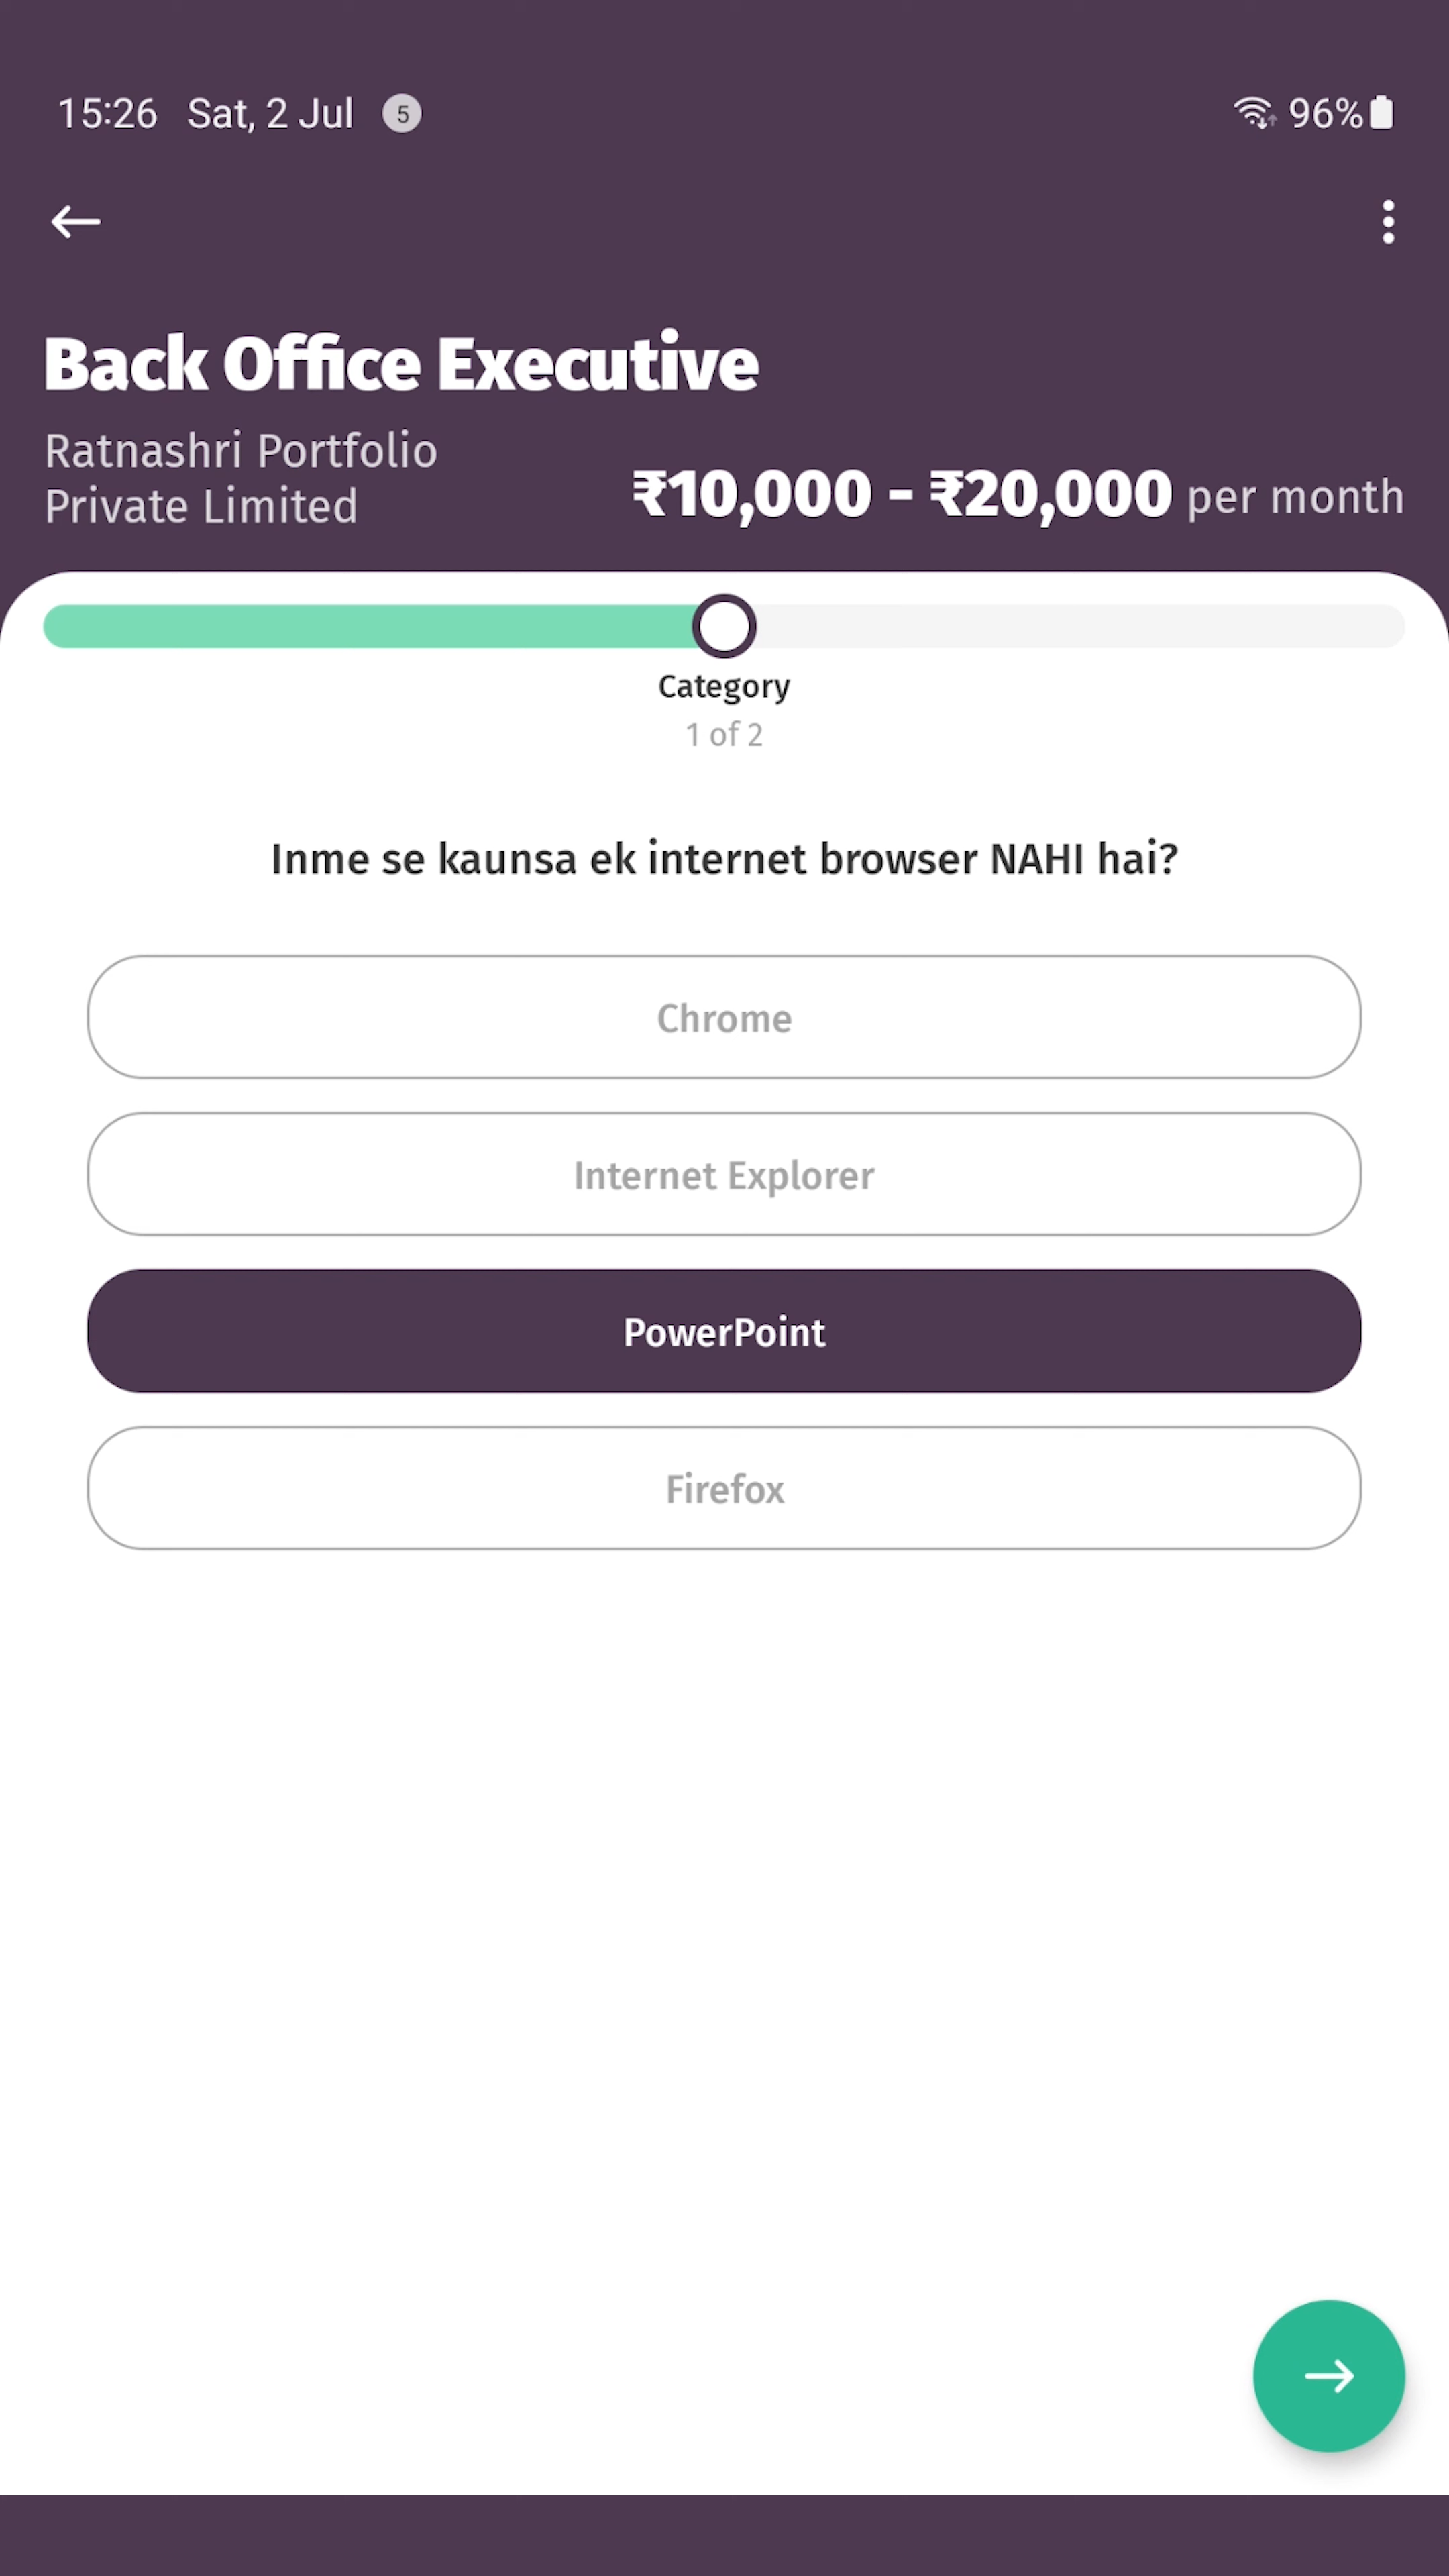 15:26 Sat, 2 Jul 5 96%
Back Office Executive
Ratnashri Portfolio
Private Limited
₹10,000 - ₹20,000 per month
Category
1 of 2
Inme se kaunsa ek internet browser NAHI hai?
Chrome
Internet Explorer
PowerPoint
Firefox